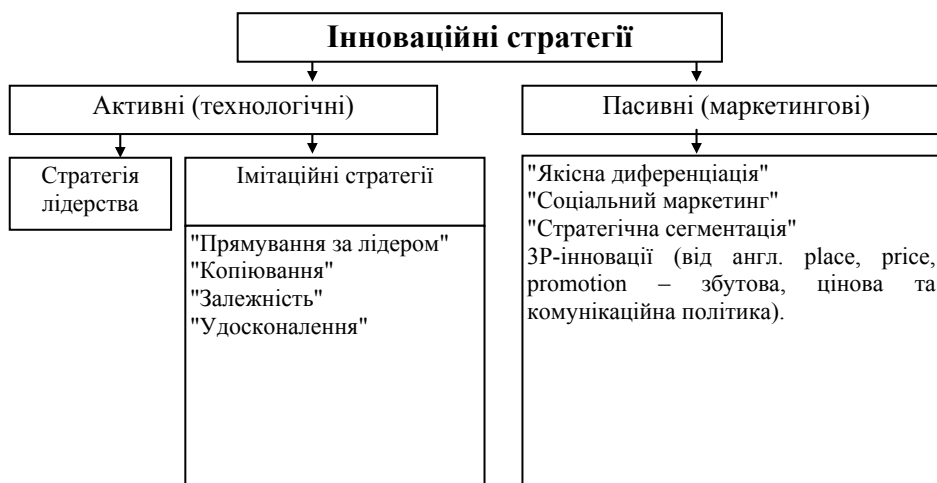 Інноваційні стратегії
Активні (технологічні)
Пасивні (маркетингові)
Стратегія
лідерства
Імітаційні стратегії
"Прямування за лідером"
"Копіювання"
"Залежність"
"Удосконалення"
"Якісна диференціація"
"Соціальний маркетинг"
"Стратегічна сегментація"
3Р-інновації (від англ. place, price,
promotion – збутова, цінова та
комунікаційна політика).